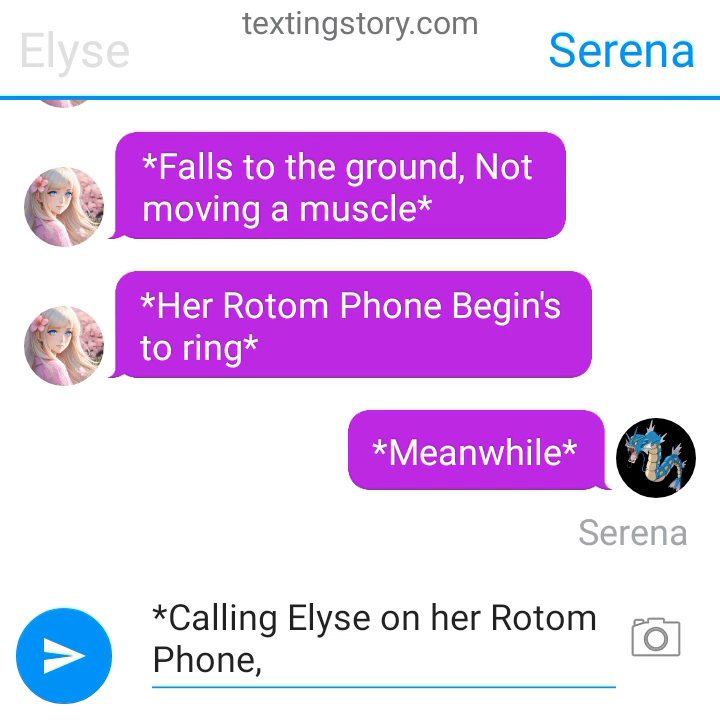 textingstory.com
Elyse
Serena
*Falls to the ground, Not
moving a muscle*
*Her Rotom Phone Begin's
to ring*
*Meanwhile*
Serena
*Calling Elyse on her Rotom
Phone,